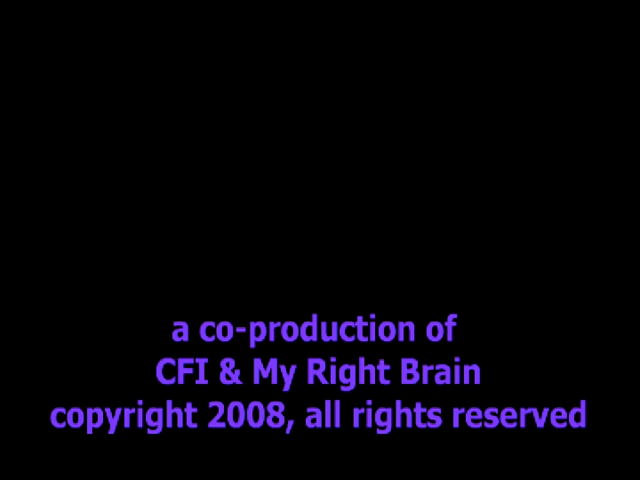 a co-production of
CFI & My Right Brain
copyright 2008, all rights reserved